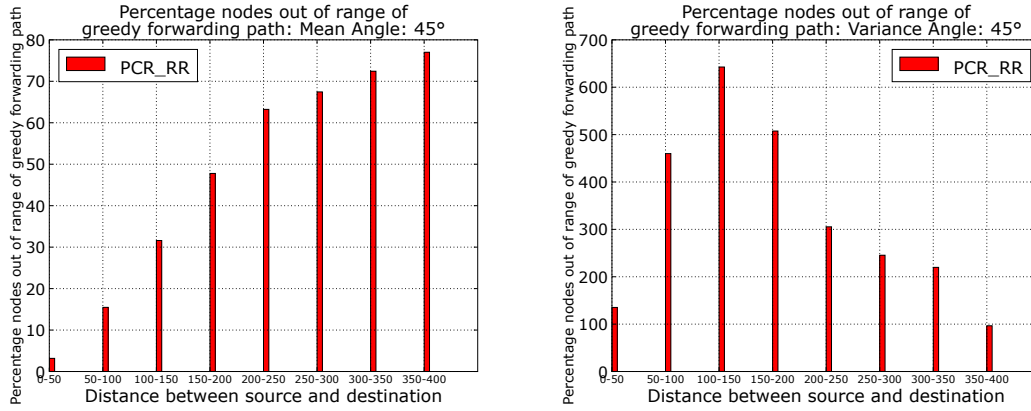 Percentage nodes out of range of
greedy forwarding path: Mean Angle: 45°
Percentage nodes out of range of greedy forwarding path
80
70
60
50
40
30
20
10
0
PCR_RR
0-50 50-100 100-150 150-200 200-250 250-300 300-350 350-400
Distance between source and destination
Percentage nodes out of range of
greedy forwarding path: Variance Angle: 45°
Percentage nodes out of range of greedy forwarding path
700
600
500
400
300
200
100
0
PCR_RR
0-50 50-100 100-150 150-200 200-250 250-300 300-350 350-400
Distance between source and destination